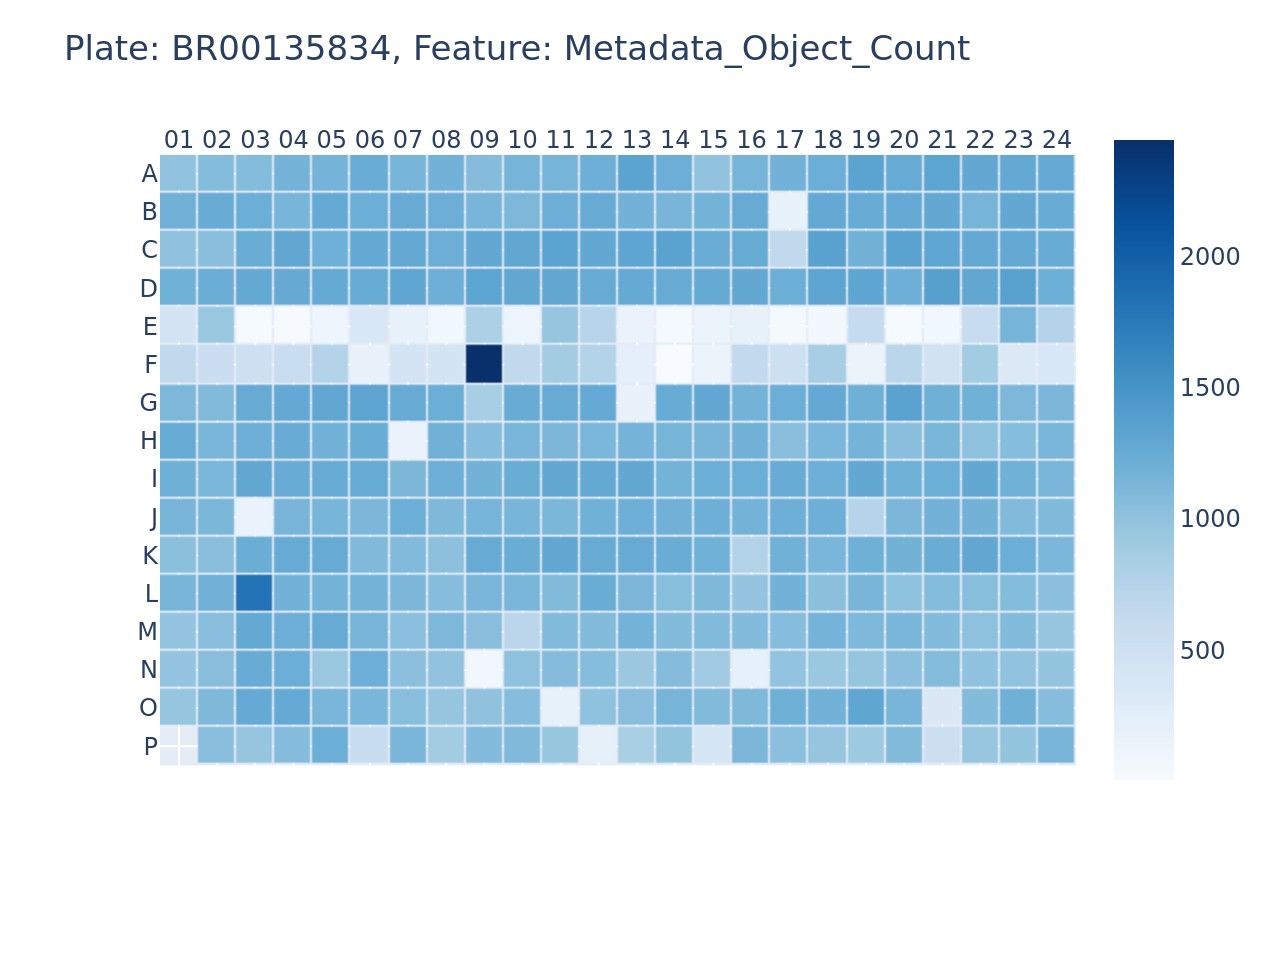 Plate: BR00135834, Feature: Metadata_Object_Count
01 02 03 04 05 06 07 08 09 10 11 12 13 14 15 16 17 18 19 20 21 22 23 24
A
B
C
D
E
F
G
H
I
J
K
L
M
N
O
P
2000
1500
1000
500